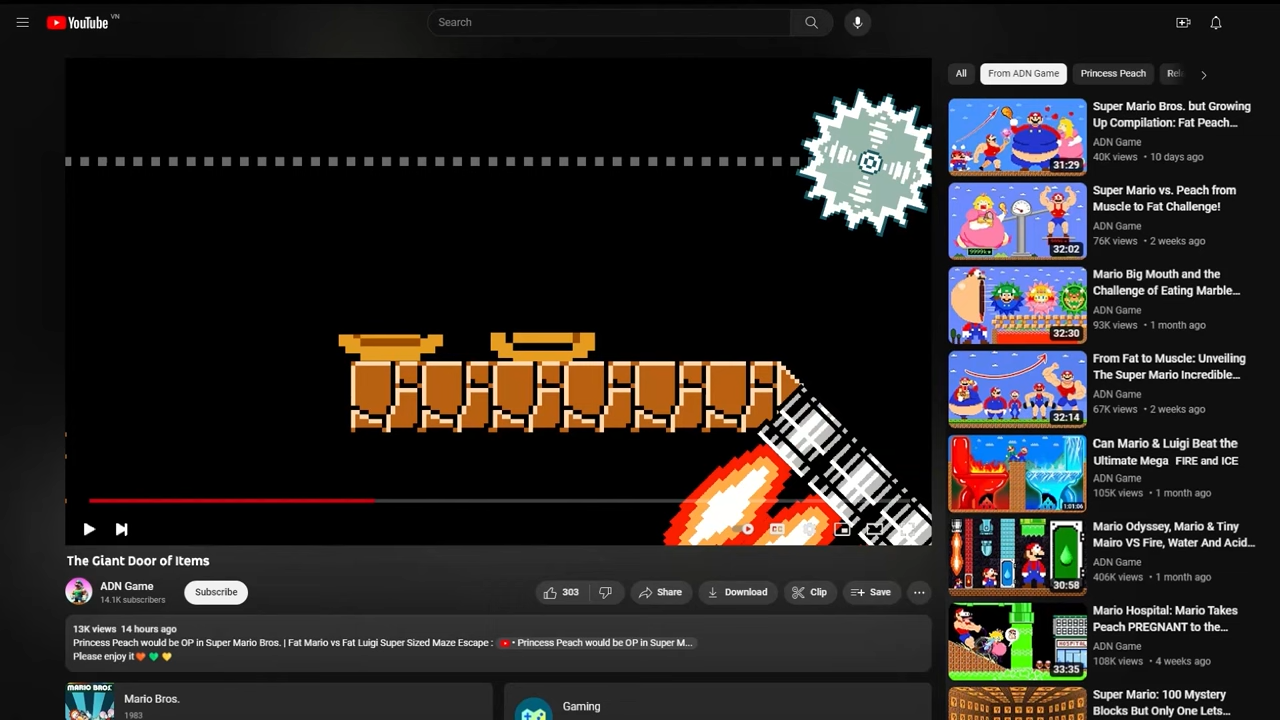 YouTube VN
Search
All
From ADN Game
Princess Peach
Super Mario Bros. but Growing
Up Compilation: Fat Peach...
ADN Game
40K views • 10 days ago
31:29
Super Mario vs. Peach from
Muscle to Fat Challenge!
ADN Game
76K views • 2 weeks ago
32:02
Mario Big Mouth and the
Challenge of Eating Marble...
ADN Game
93K views • 1 month ago
32:30
From Fat to Muscle: Unveiling
The Super Mario Incredible...
ADN Game
67K views • 2 weeks ago
32:14
Can Mario & Luigi Beat the
Ultimate Mega FIRE and ICE
ADN Game
105K views • 1 month ago
1:01:06
Mario Odyssey, Mario & Tiny
Mairo VS Fire, Water And Acid...
ADN Game
406K views • 1 month ago
30:58
Mario Hospital: Mario Takes
Peach PREGNANT to the...
ADN Game
108K views • 4 weeks ago
33:35
Super Mario: 100 Mystery
Blocks But Only One Lets...
The Giant Door of Items
ADN Game
14.1K subscribers
Subscribe
303
Share
Download
Clip
Save
13K views 14 hours ago
Princess Peach would be OP in Super Mario Bros. | Fat Mario vs Fat Luigi Super Sized Maze Escape : • Princess Peach would be OP in Super M...
Please enjoy it
MARIO BROS.
Mario Bros.
1983
Gaming